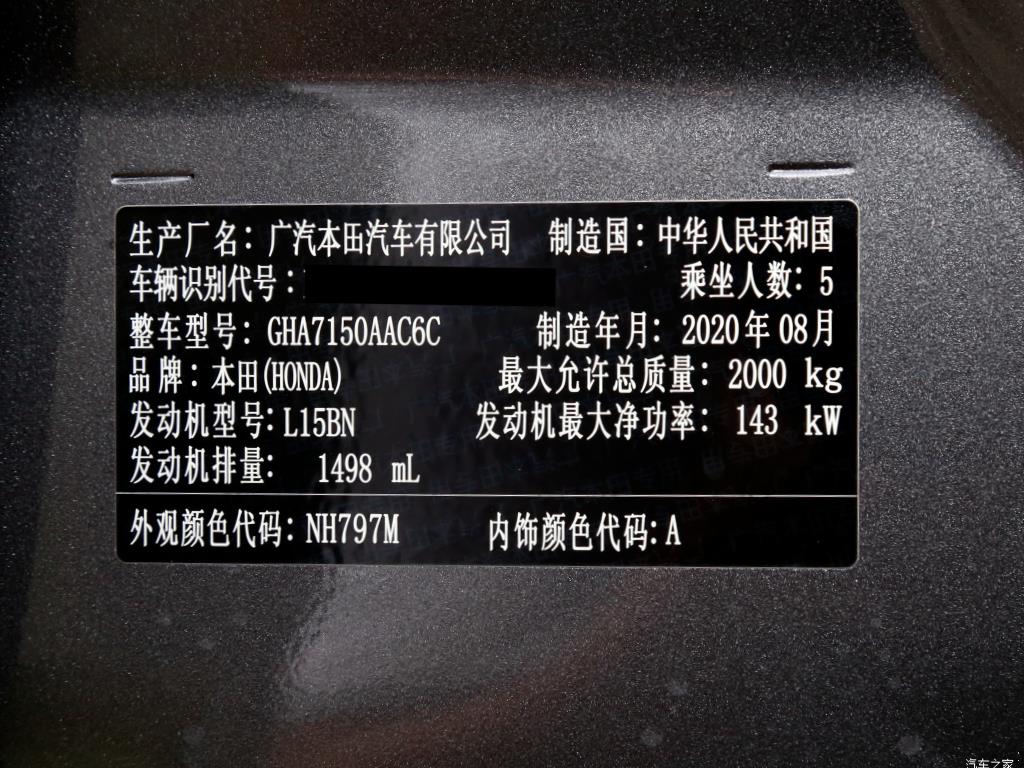 生产厂名：广汽本田汽车有限公司 制造国：中华人民共和国
车辆识别代号： 乘坐人数：5
整车型号：GHA7150AAC6C 制造年月：2020年08月
品牌：本田(HONDA) 最大允许总质量：2000 kg
发动机型号：L15BN 发动机最大净功率：143 kW
发动机排量： 1498 mL
外观颜色代码：NH797M 内饰颜色代码：A
汽车之家